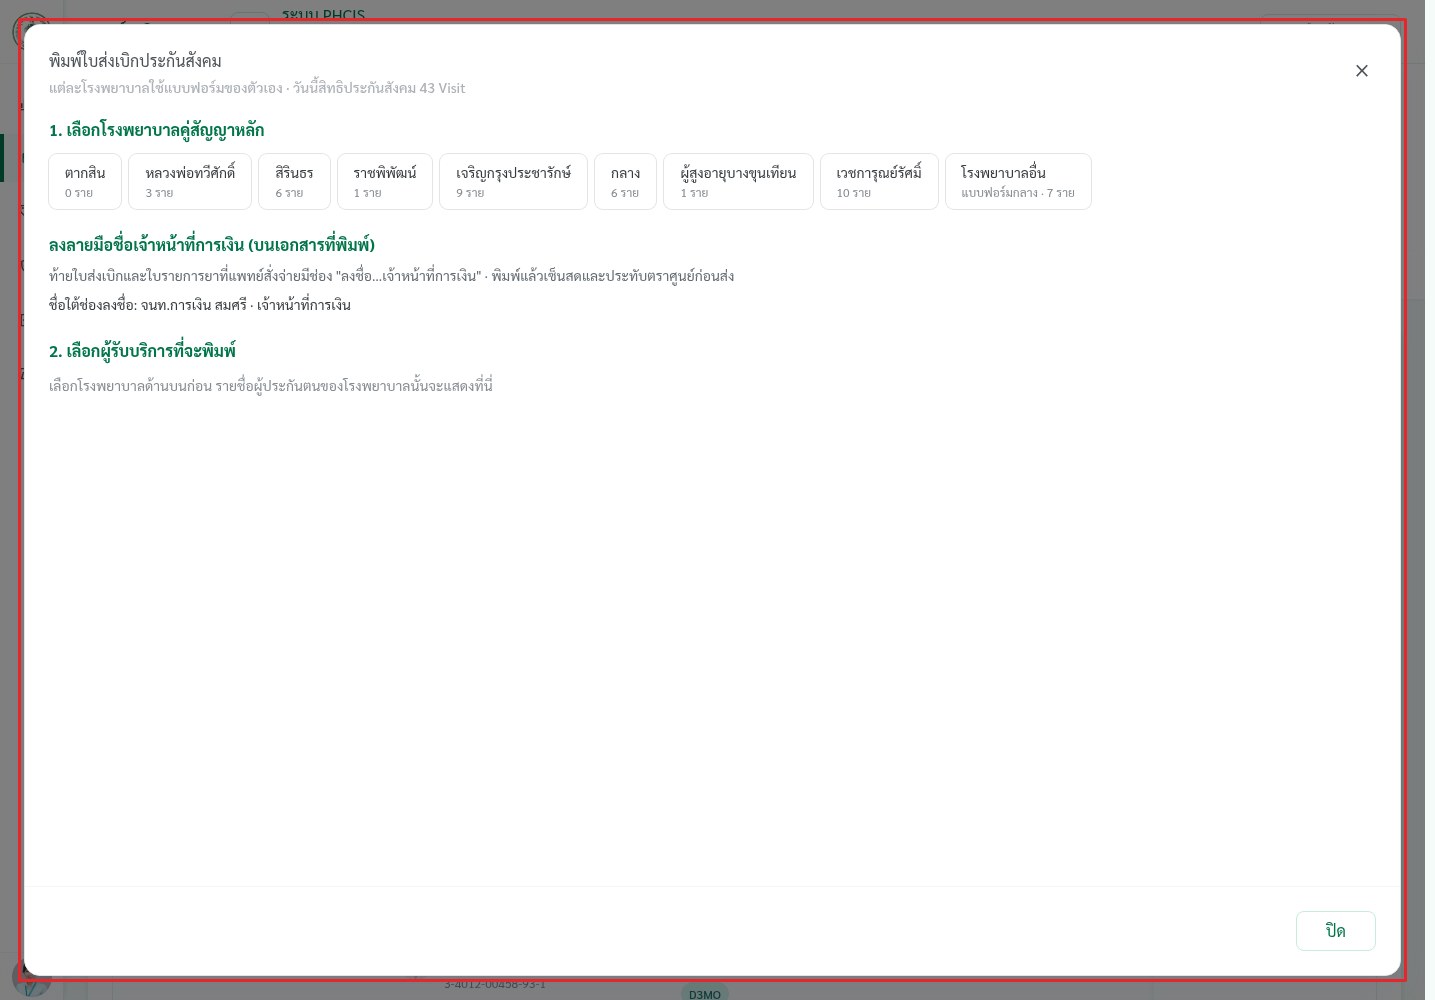 ระบบ PHCIS
พิมพ์ใบส่งเบิกประกันสังคม
แต่ละโรงพยาบาลใช้แบบฟอร์มของตัวเอง · วันนี้สิทธิประกันสังคม 43 Visit
1. เลือกโรงพยาบาลคู่สัญญาหลัก
ตากสิน
0 ราย
หลวงพ่อทวีศักดิ์
3 ราย
สิรินธร
6 ราย
ราชพิพัฒน์
1 ราย
เจริญกรุงประชารักษ์
9 ราย
กลาง
6 ราย
ผู้สูงอายุบางขุนเทียน
1 ราย
เวชการุณย์รัศมิ์
10 ราย
โรงพยาบาลอื่น
แบบฟอร์มกลาง · 7 ราย
ลงลายมือชื่อเจ้าหน้าที่การเงิน (บนเอกสารที่พิมพ์)
ท้ายใบส่งเบิกและใบรายการยาที่แพทย์สั่งจ่ายมีช่อง "ลงชื่อ...เจ้าหน้าที่การเงิน" · พิมพ์แล้วเซ็นสดและประทับตราศูนย์ก่อนส่ง
ชื่อใต้ช่องลงชื่อ: จนท.การเงิน สมศรี · เจ้าหน้าที่การเงิน
2. เลือกผู้รับบริการที่จะพิมพ์
เลือกโรงพยาบาลด้านบนก่อน รายชื่อผู้ประกันตนของโรงพยาบาลนั้นจะแสดงที่นี่
ปิด
3-4012-00458-93-1
D3MO